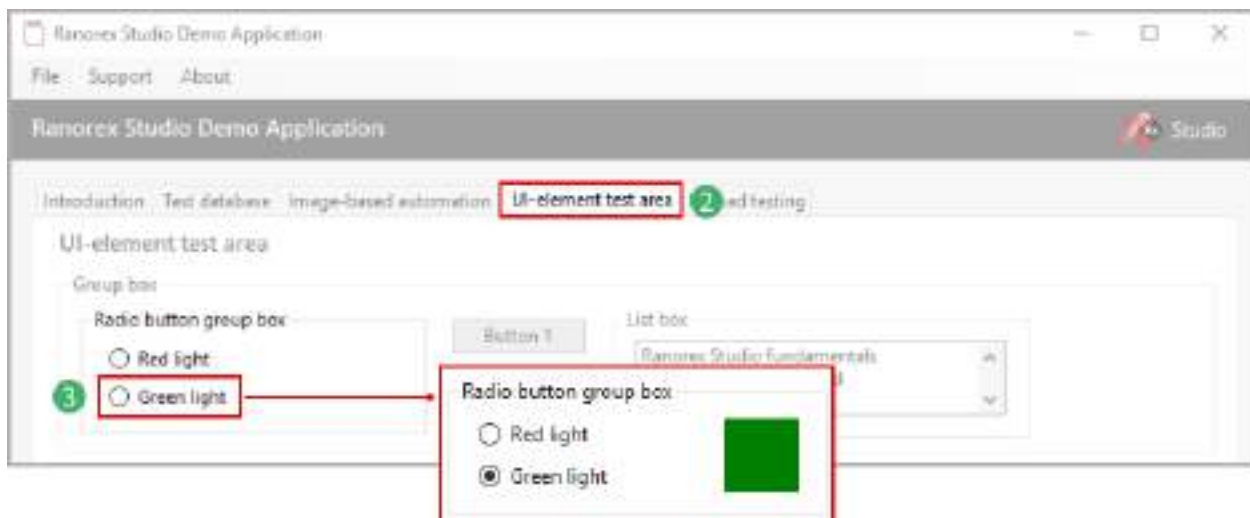 Ranorex Studio Demo Application
File Support About
Ranorex Studio Demo Application
Studio
Introduction Test database Image-based automation UI-element test area 2 ed testing
UI-element test area
Group box
Radio button group box
Button 1
List box
Red light
Ranorex Studio fundamentals
3 Green light
Radio button group box
Red light
Green light